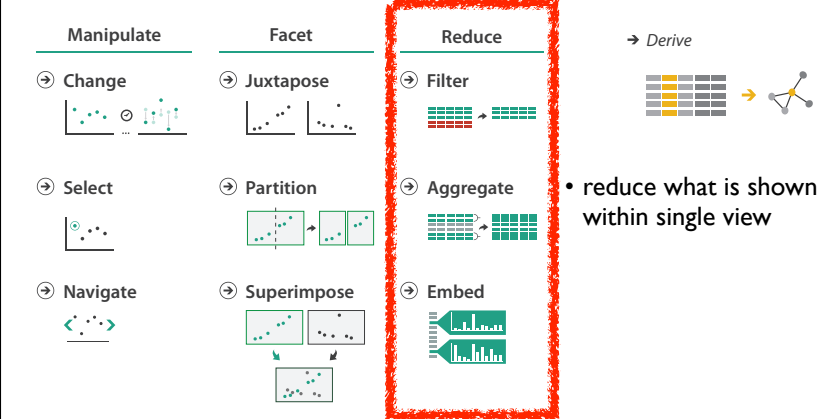 Manipulate
Facet
Reduce
Derive
Change
Juxtapose
Filter
...
Select
Partition
Aggregate
• reduce what is shown
within single view
Navigate
Superimpose
Embed